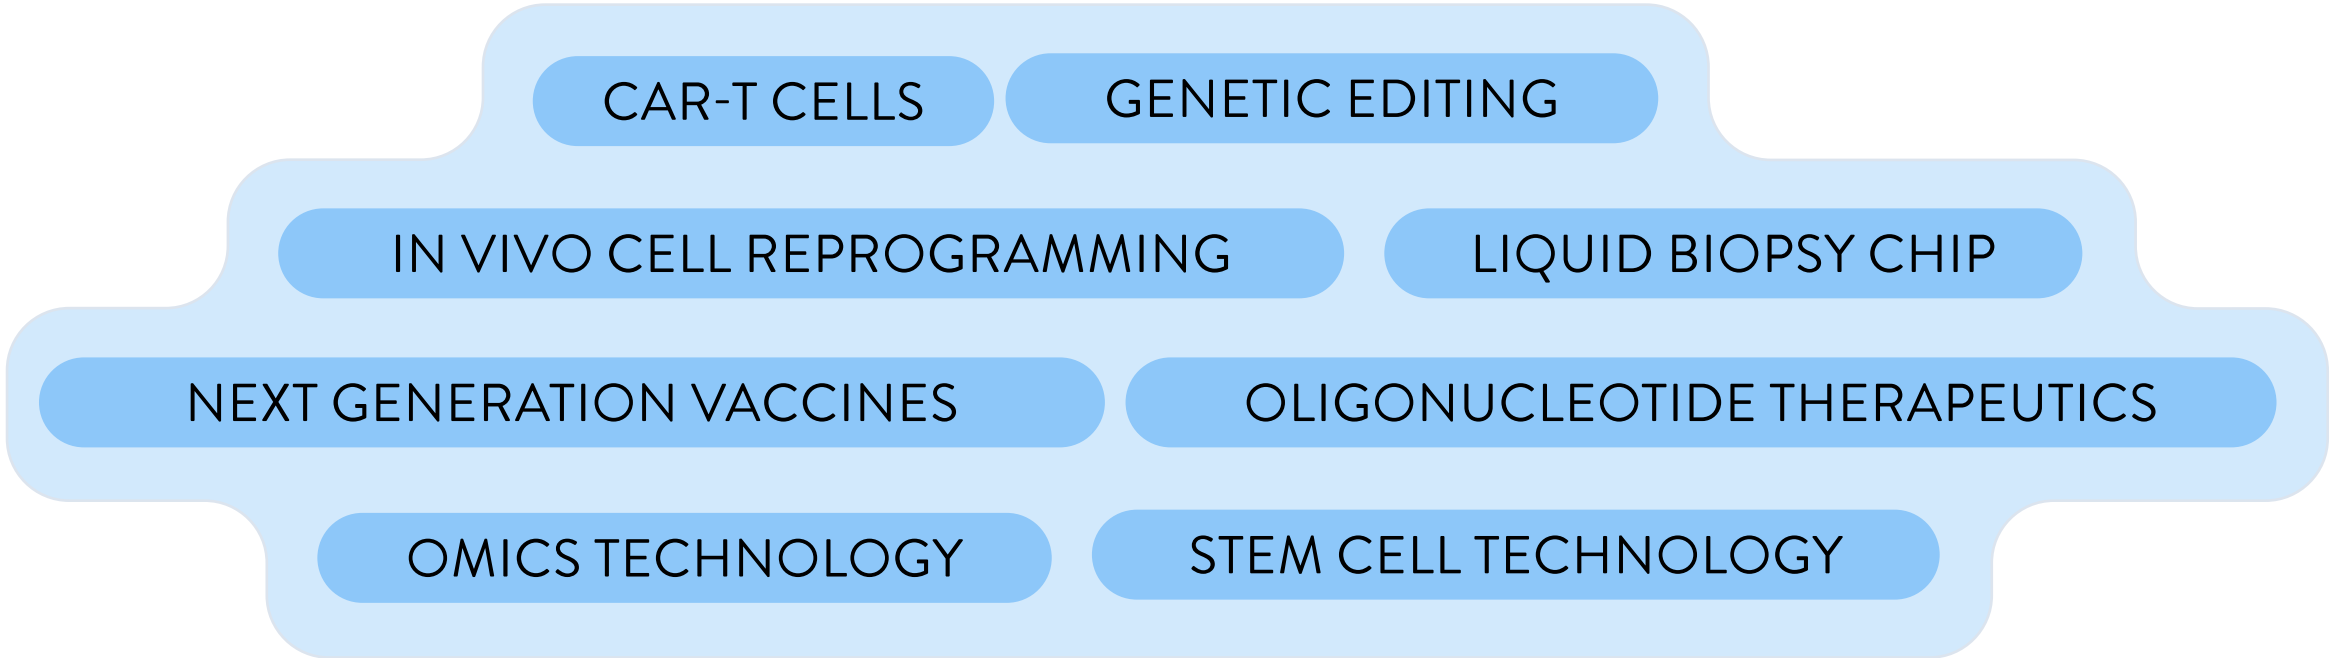 CAR-T CELLS
GENETIC EDITING
IN VIVO CELL REPROGRAMMING
LIQUID BIOPSY CHIP
NEXT GENERATION VACCINES
OLIGONUCLEOTIDE THERAPEUTICS
OMICS TECHNOLOGY
STEM CELL TECHNOLOGY